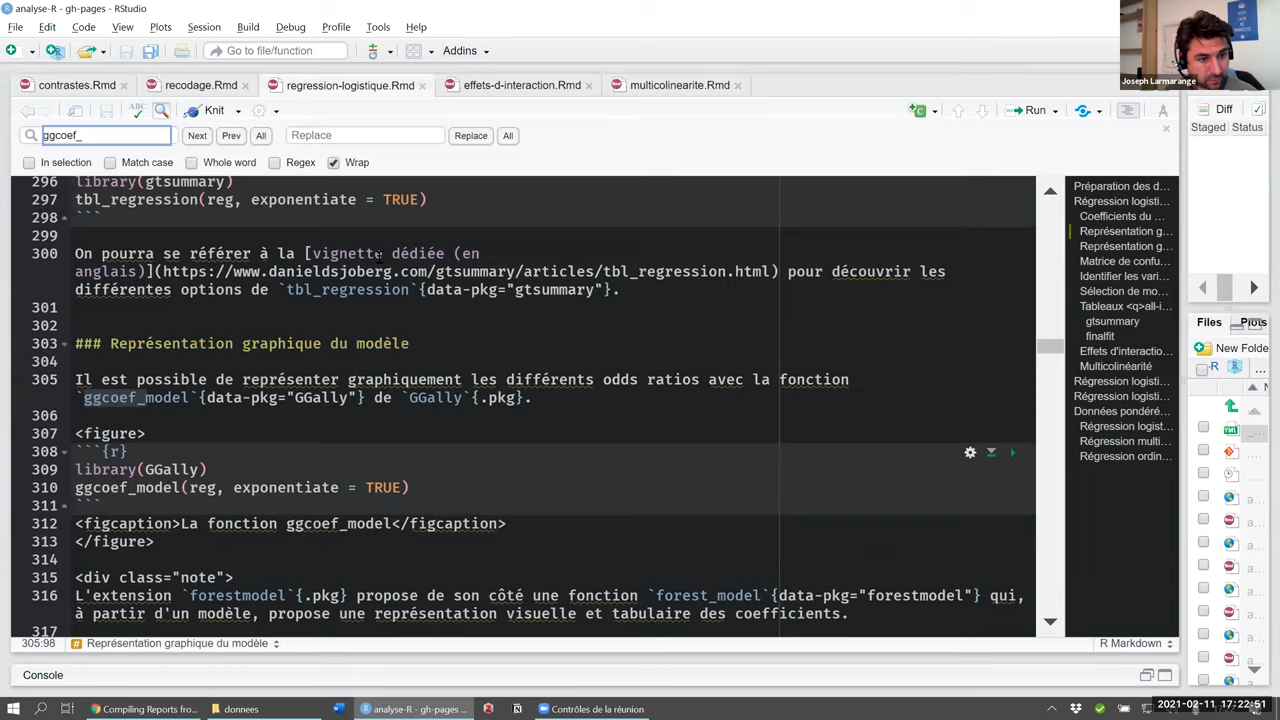 analyse-R - gh-pages - RStudio
File Edit Code View Plots Session Build Debug Profile Tools Help
Go to file/function Addins
contrastes.Rmd recodage.Rmd regression-logistique.Rmd effets-d-interaction.Rmd multicolinearite.Rmd
Joseph Larmarange
Knit Run Diff
ggcoef_ Next Prev All Replace Replace All
Staged Status
In selection Match case Whole word Regex Wrap
296 library(gtsummary)
297 tbl_regression(reg, exponentiate = TRUE)
298 ```
299
300 On pourra se référer à la [vignette dédiée (en
anglais)](https://www.danieldsjoberg.com/gtsummary/articles/tbl_regression.html) pour découvrir les
différentes options de `tbl_regression`{data-pkg="gtsummary"}.
301
302
303 ### Représentation graphique du modèle
304
305 Il est possible de représenter graphiquement les différents odds ratios avec la fonction
`ggcoef_model`{data-pkg="GGally"} de `GGally`{.pkg}.
306
307 <figure>
308 ```{r}
309 library(GGally)
310 ggcoef_model(reg, exponentiate = TRUE)
311 ```
312 <figcaption>La fonction ggcoef_model</figcaption>
313 </figure>
314
315 <div class="note">
316 L'extension `forestmodel`{.pkg} propose de son côté une fonction `forest_model`{data-pkg="forestmodel"} qui,
à partir d'un modèle, propose une représentation visuelle et tabulaire des coefficients.
317
Préparation des d...
Régression logisti...
Coefficients du ...
Représentation g...
Représentation g...
Matrice de confu...
Identifier les vari...
Sélection de mo...
Tableaux <q>all-i...
gtsummary
finalfit
Effets d'interactio...
Multicolinéarité
Régression logisti...
Régression logisti...
Données pondéré...
Régression logist...
Régression multi...
Régression ordin...
Files Plots
New Folder
R ...
YML
305:98 Représentation graphique du modèle R Markdown
Console
Compiling Reports fro... donnees analyse-R - gh-pages ... Contrôles de la réunion
2021-02-11 17:22:51